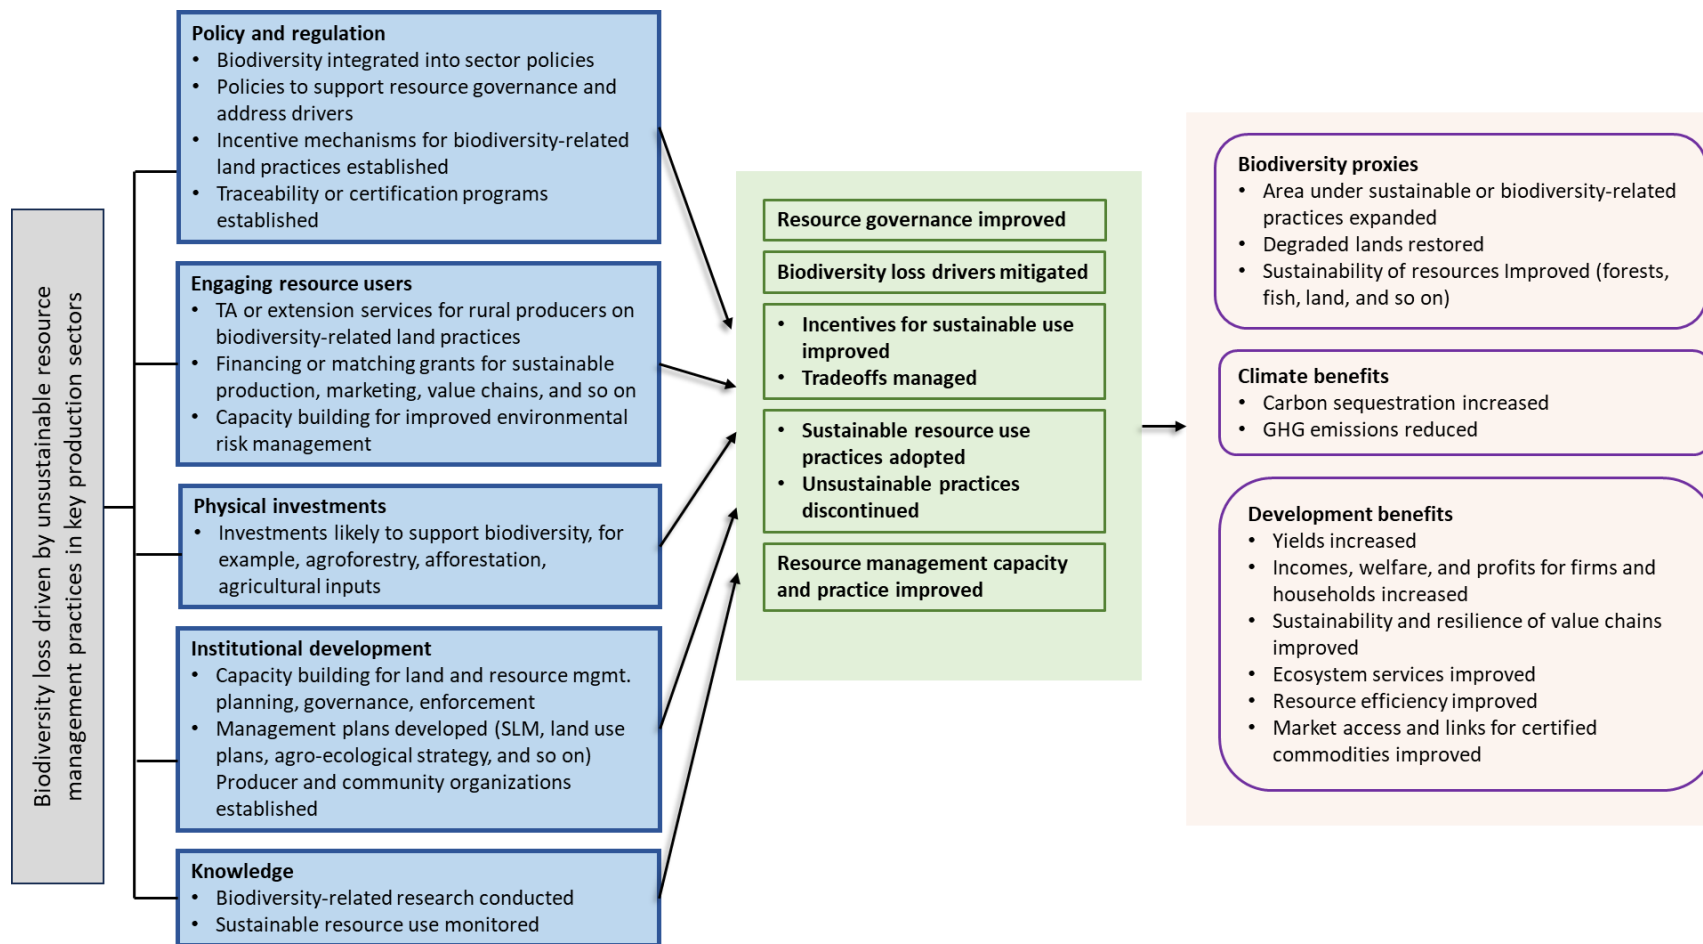 Biodiversity loss driven by unsustainable resource
management practices in key production sectors
Policy and regulation
• Biodiversity integrated into sector policies
• Policies to support resource governance and
address drivers
• Incentive mechanisms for biodiversity-related
land practices established
• Traceability or certification programs
established
Engaging resource users
• TA or extension services for rural producers on
biodiversity-related land practices
• Financing or matching grants for sustainable
production, marketing, value chains, and so on
• Capacity building for improved environmental
risk management
Physical investments
• Investments likely to support biodiversity, for
example, agroforestry, afforestation,
agricultural inputs
Institutional development
• Capacity building for land and resource mgmt.
planning, governance, enforcement
• Management plans developed (SLM, land use
plans, agro-ecological strategy, and so on)
Producer and community organizations
established
Knowledge
• Biodiversity-related research conducted
• Sustainable resource use monitored
Resource governance improved
Biodiversity loss drivers mitigated
• Incentives for sustainable use
improved
• Tradeoffs managed
• Sustainable resource use
practices adopted
• Unsustainable practices
discontinued
Resource management capacity
and practice improved
Biodiversity proxies
• Area under sustainable or biodiversity-related
practices expanded
• Degraded lands restored
• Sustainability of resources Improved (forests,
fish, land, and so on)
Climate benefits
• Carbon sequestration increased
• GHG emissions reduced
Development benefits
• Yields increased
• Incomes, welfare, and profits for firms and
households increased
• Sustainability and resilience of value chains
improved
• Ecosystem services improved
• Resource efficiency improved
• Market access and links for certified
commodities improved